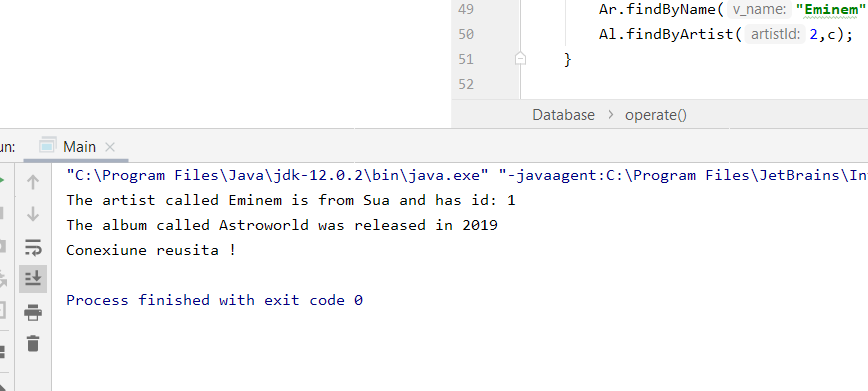 49 Ar.findByName( v_name: "Eminem"
50 Al.findByArtist( artistId: 2,c);
51 }
52
Database > operate()
un: Main ×
"C:\Program Files\Java\jdk-12.0.2\bin\java.exe" "-javaagent:C:\Program Files\JetBrains\In
The artist called Eminem is from Sua and has id: 1
The album called Astroworld was released in 2019
Conexiune reusita !
Process finished with exit code 0